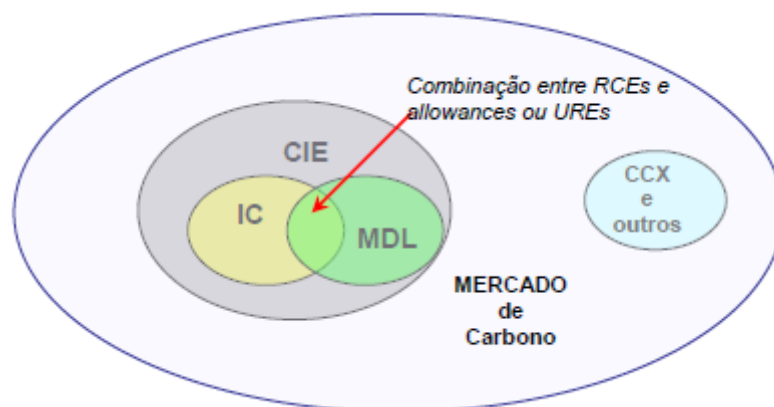 Combinação entre RCEs e
allowances ou UREs
CIE
IC
MDL
CCX
e
outros
MERCADO
de
Carbono